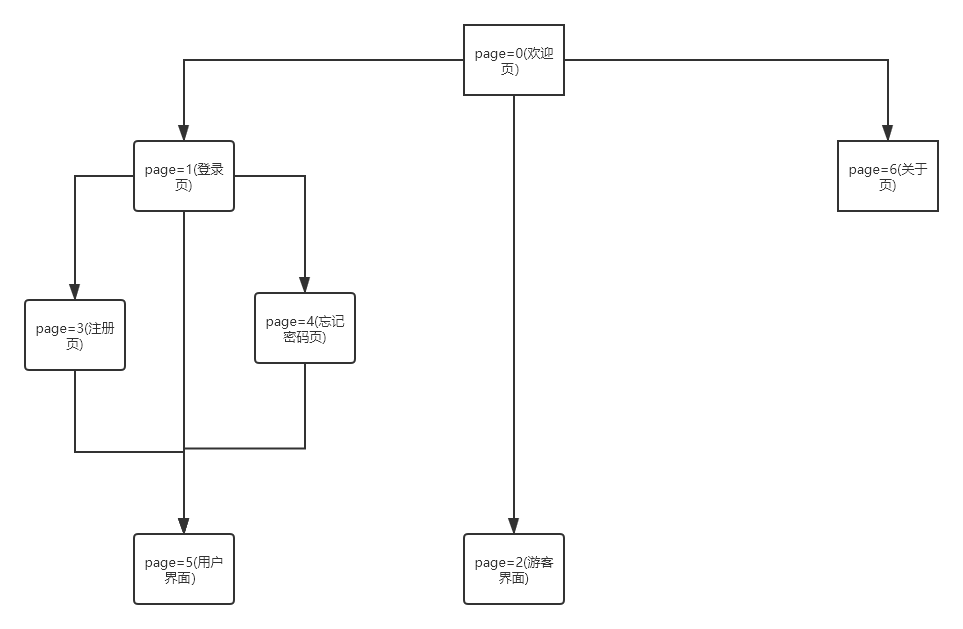 page=0(欢迎
页)
page=1(登录
页)
page=6(关于
页)
page=3(注册
页)
page=4(忘记
密码页)
page=5(用户
界面)
page=2(游客
界面)